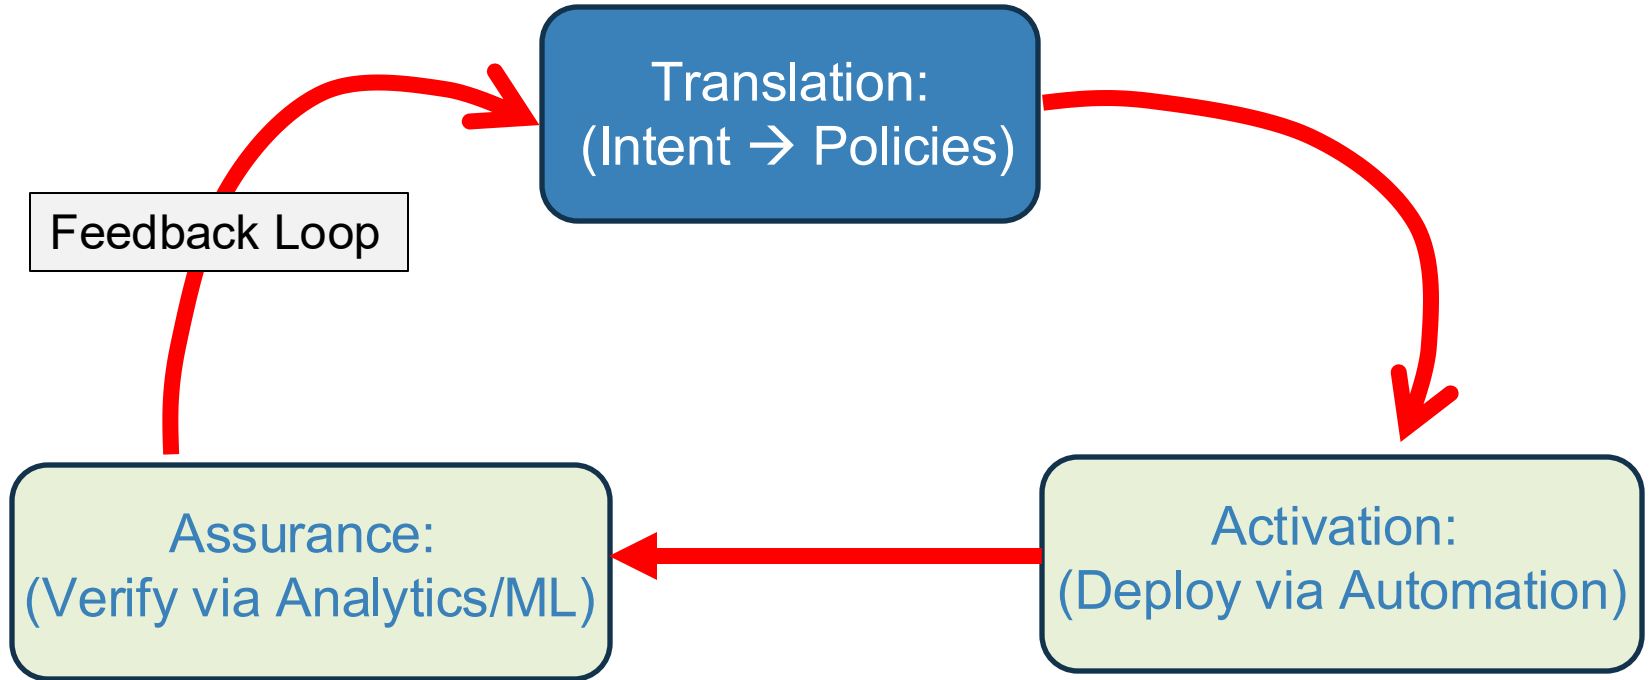 Translation:
(Intent → Policies)
Feedback Loop
Assurance:
(Verify via Analytics/ML)
Activation:
(Deploy via Automation)